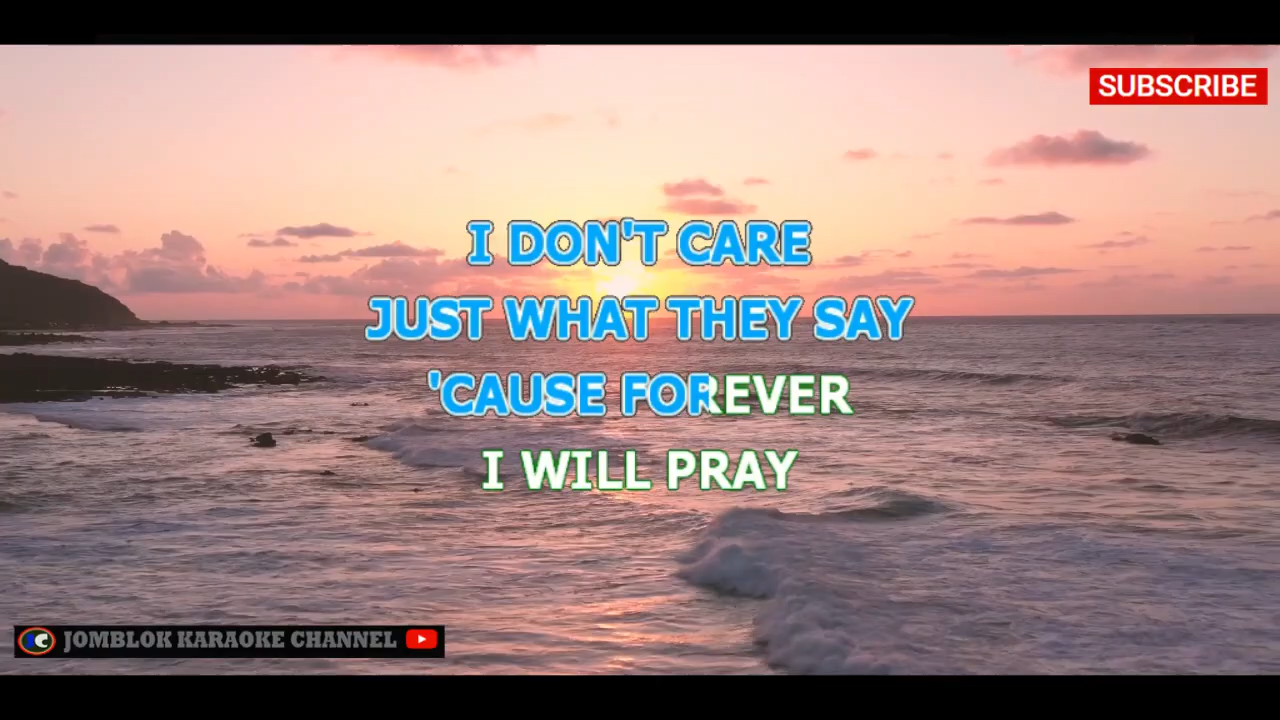 SUBSCRIBE
I DON'T CARE
JUST WHAT THEY SAY
'CAUSE FOREVER
I WILL PRAY
JOMBLOK KARAOKE CHANNEL